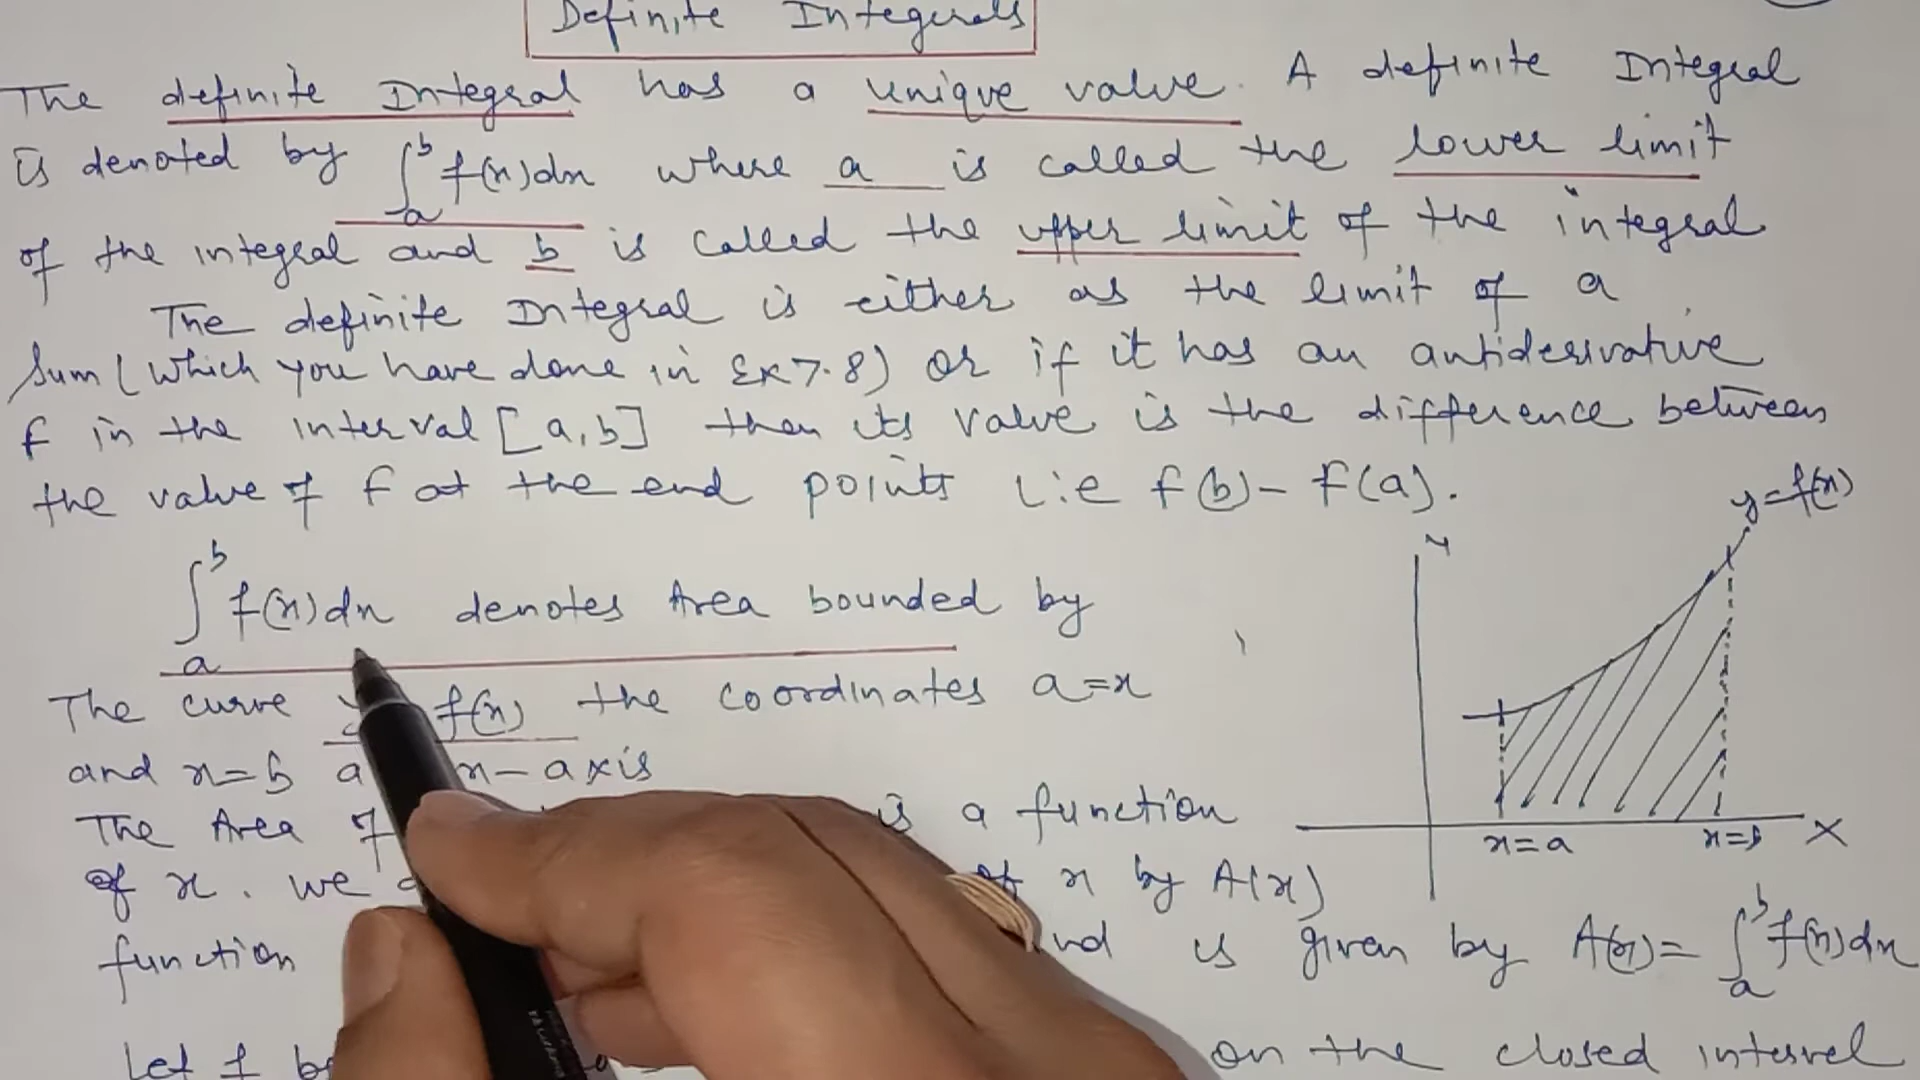 Definite Integrals
The definite Integral has a unique value. A definite Integral
is denoted by ∫_a^b f(x)dx where a is called the lower limit
of the integral and b is called the upper limit of the integral
The definite Integral is either as the limit of a
Sum (Which you have done in Ex 7.8) or if it has an antiderivative
F in the interval [a,b] then its value is the difference between
the value of F at the end points i.e F(b) - F(a).
∫_a^b f(x)dx denotes Area bounded by
The curve f(x) the coordinates a=x
and x=b x-axis
The Area is a function
of x. we of x by A(x)
function is given by A(x)= ∫_a^b f(x)dx
Let f on the closed intervel
y=f(x)
Y
x=a x=b X